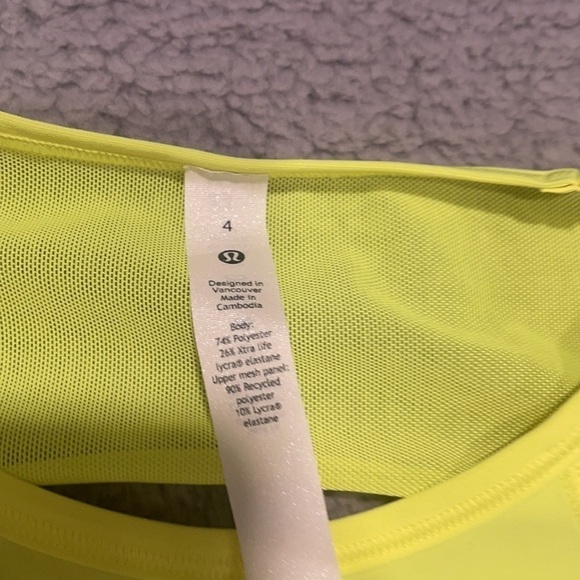 4
Designed in
Vancouver
Made in
Cambodia
Body:
74% Polyester
26% Xtra life
lycra® elastane
Upper mesh panel:
90% Recycled
polyester
10% Lycra®
elastane